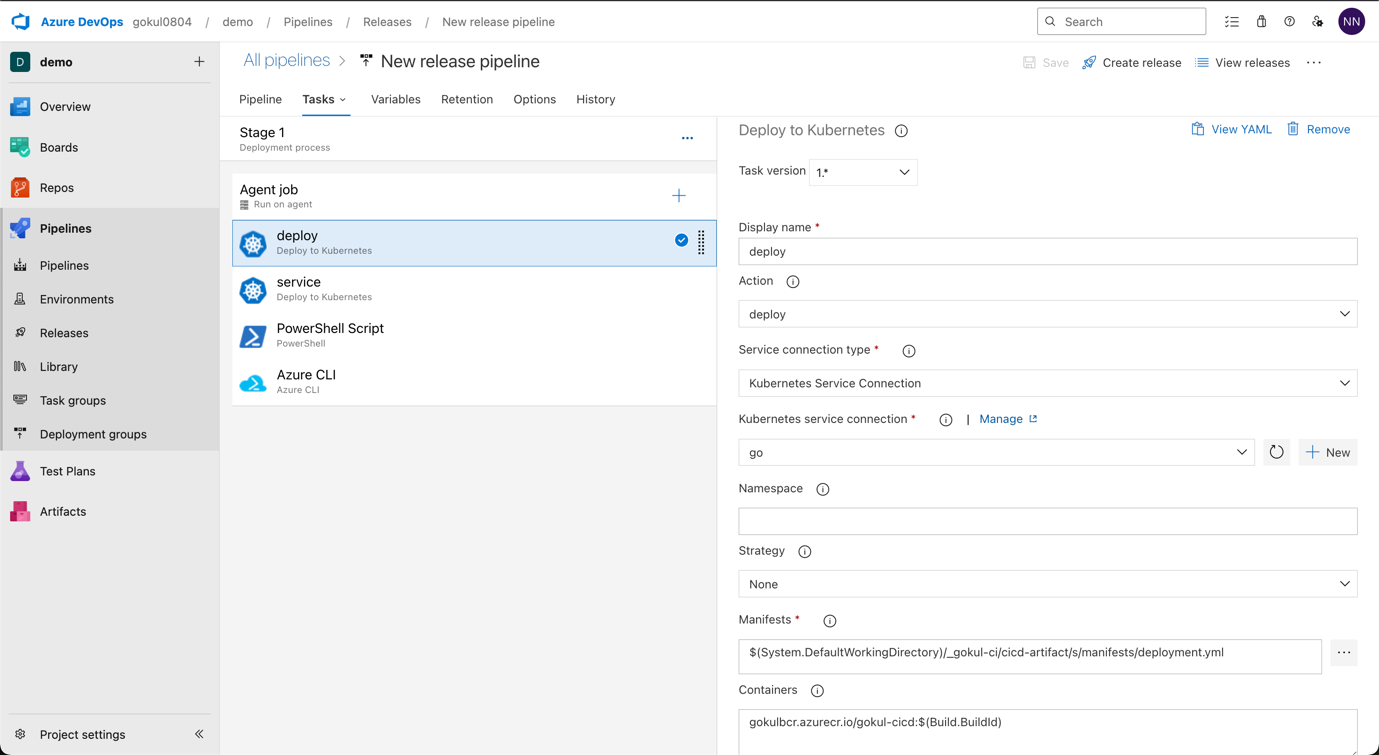 Azure DevOps gokul0804 / demo / Pipelines / Releases / New release pipeline
Search
NN
D demo
Overview
Boards
Repos
Pipelines
Pipelines
Environments
Releases
Library
Task groups
Deployment groups
Test Plans
Artifacts
Project settings
All pipelines > New release pipeline
Save Create release View releases
Pipeline Tasks Variables Retention Options History
Stage 1
Deployment process
Agent job
Run on agent
deploy
Deploy to Kubernetes
service
Deploy to Kubernetes
PowerShell Script
PowerShell
Azure CLI
Azure CLI
Deploy to Kubernetes
View YAML Remove
Task version 1.*
Display name *
deploy
Action
deploy
Service connection type *
Kubernetes Service Connection
Kubernetes service connection * | Manage
go
New
Namespace
Strategy
None
Manifests *
$(System.DefaultWorkingDirectory)/_gokul-ci/cicd-artifact/s/manifests/deployment.yml
Containers
gokulbcr.azurecr.io/gokul-cicd:$(Build.BuildId)